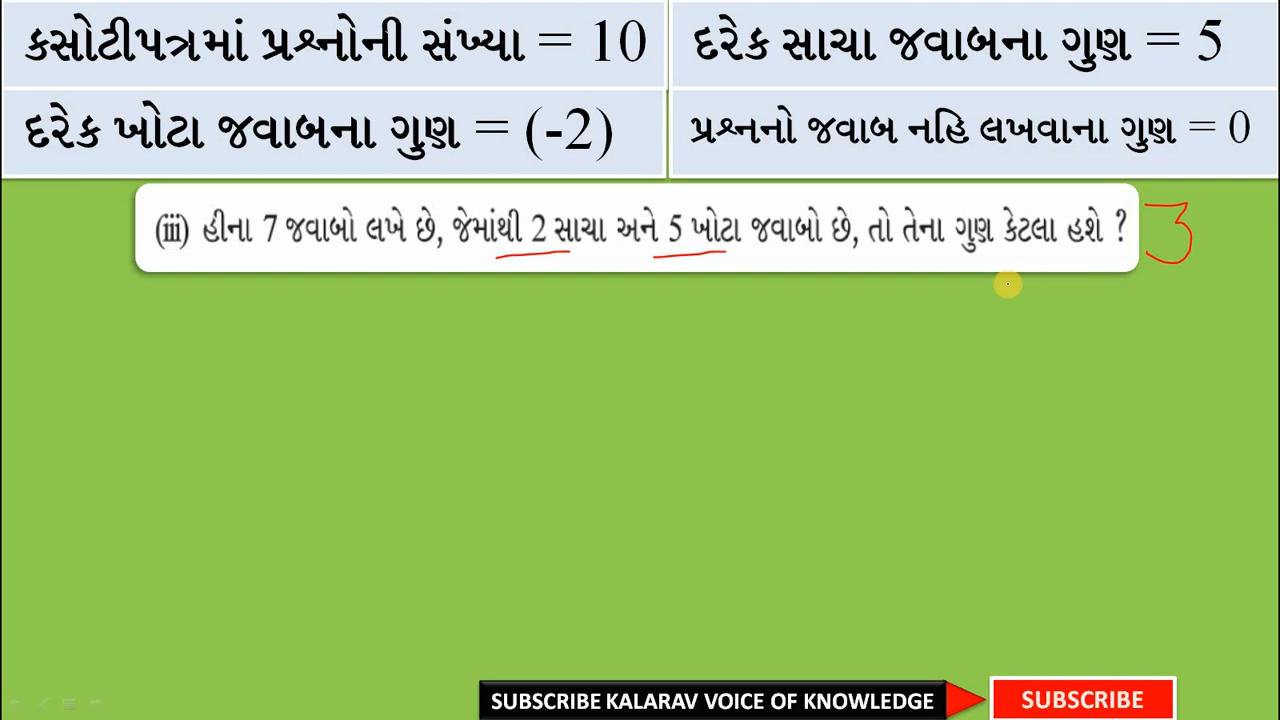 કસોટીપત્રમાં પ્રશ્નોની સંખ્યા = 10
દરેક સાચા જવાબના ગુણ = 5
દરેક ખોટા જવાબના ગુણ = (-2)
પ્રશ્નનો જવાબ નહિ લખવાના ગુણ = 0
(iii) હીના 7 જવાબો લખે છે, જેમાંથી 2 સાચા અને 5 ખોટા જવાબો છે, તો તેના ગુણ કેટલા હશે ? 3
SUBSCRIBE KALARAV VOICE OF KNOWLEDGE
SUBSCRIBE